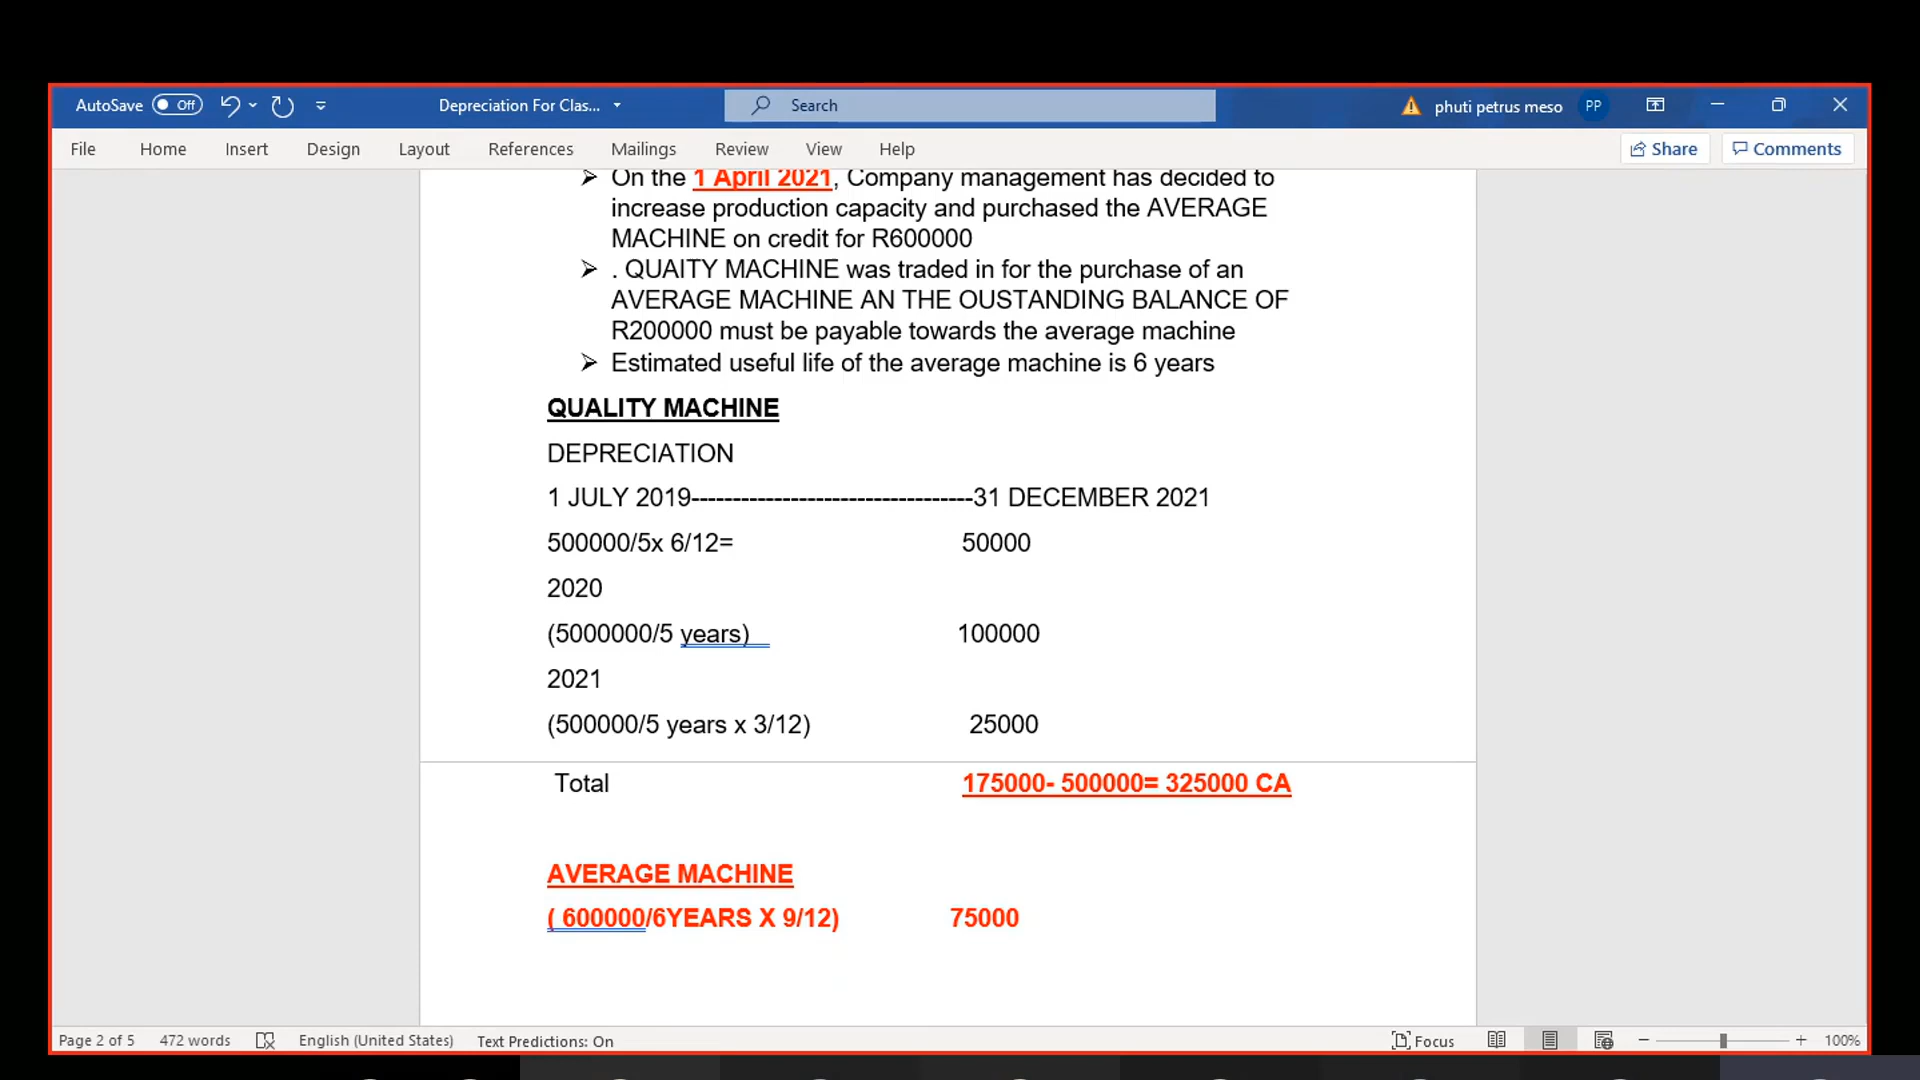 AutoSave Off Depreciation For Clas... Search phuti petrus meso PP
File Home Insert Design Layout References Mailings Review View Help Share Comments
➢ On the 1 April 2021, Company management has decided to
increase production capacity and purchased the AVERAGE
MACHINE on credit for R600000
➢ . QUAITY MACHINE was traded in for the purchase of an
AVERAGE MACHINE AN THE OUSTANDING BALANCE OF
R200000 must be payable towards the average machine
➢ Estimated useful life of the average machine is 6 years
QUALITY MACHINE
DEPRECIATION
1 JULY 2019----------------------------------31 DECEMBER 2021
500000/5x 6/12= 50000
2020
(5000000/5 years) 100000
2021
(500000/5 years x 3/12) 25000
Total 175000- 500000= 325000 CA
AVERAGE MACHINE
( 600000/6YEARS X 9/12) 75000
Page 2 of 5 472 words English (United States) Text Predictions: On Focus 100%